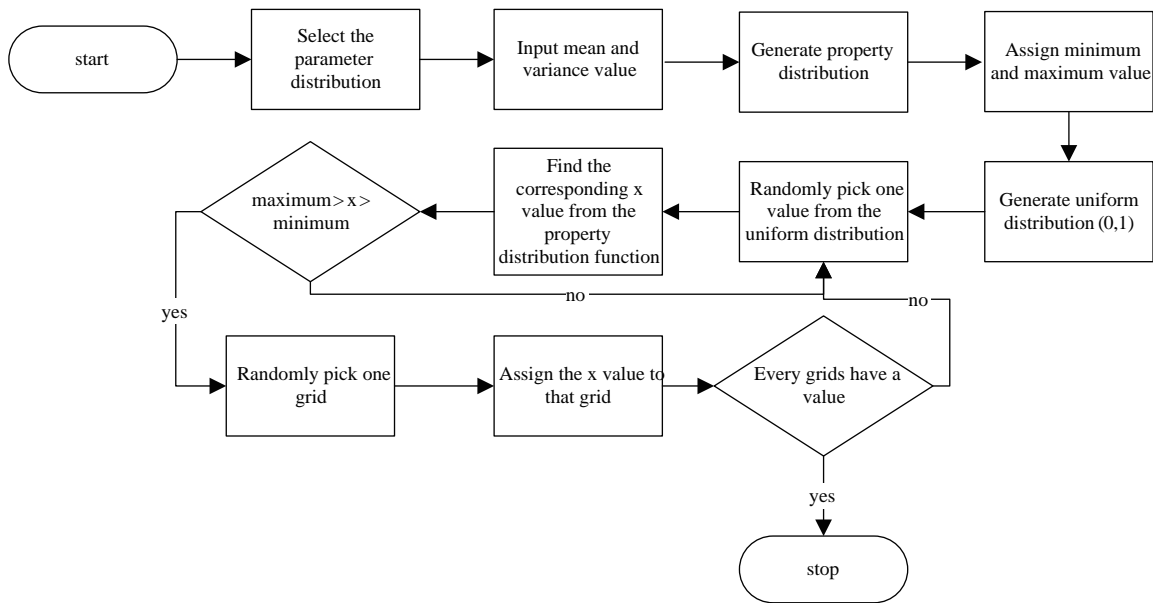 start
Select the
parameter
distribution
Input mean and
variance value
Generate property
distribution
Assign minimum
and maximum value
maximum > x >
minimum
Find the
corresponding x
value from the
property
distribution function
Randomly pick one
value from the
uniform distribution
Generate uniform
distribution (0,1)
no
no
yes
Randomly pick one
grid
Assign the x value to
that grid
Every grids have a
value
yes
stop